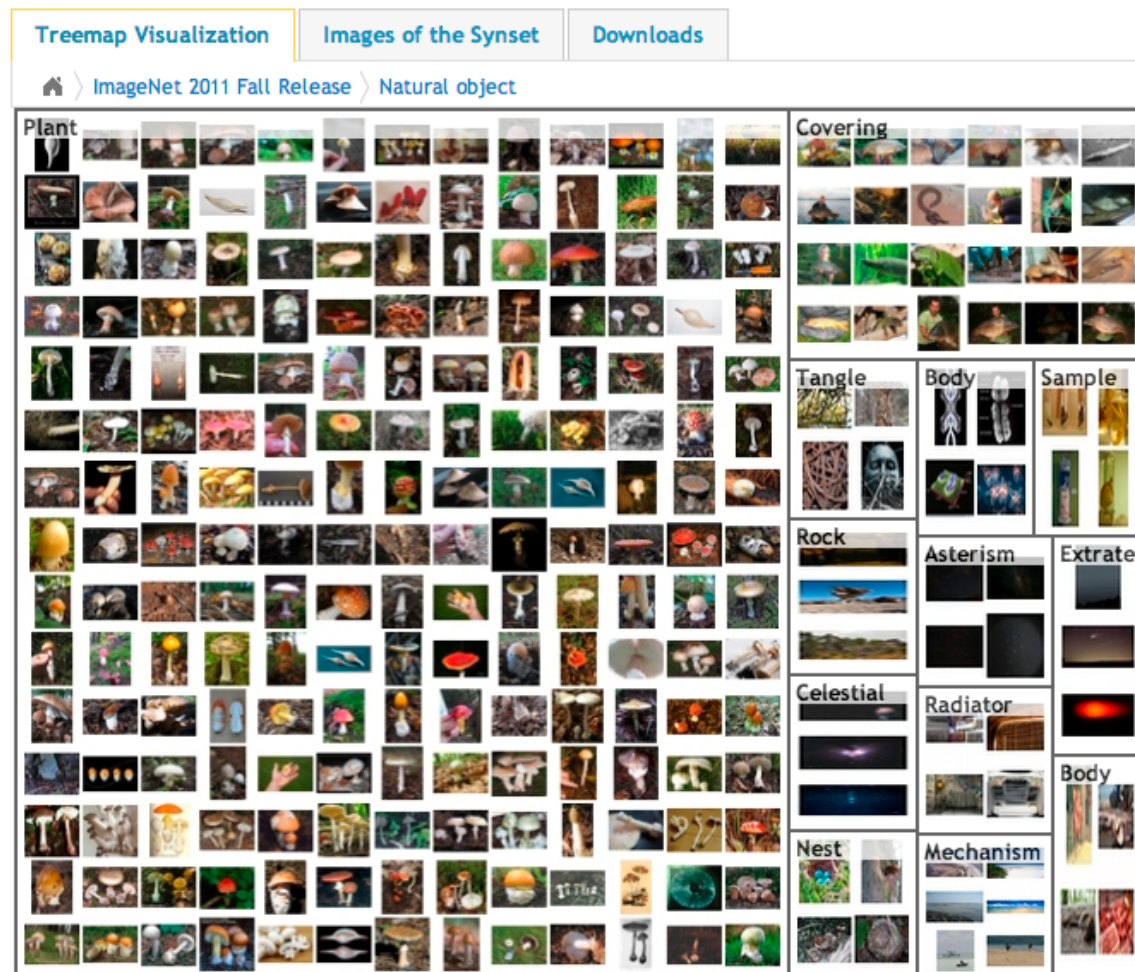 Treemap Visualization
Images of the Synset
Downloads
ImageNet 2011 Fall Release
Natural object
Plant
Covering
Tangle
Body
Sample
Rock
Asterism
Extrate
Celestial
Radiator
Body
Nest
Mechanism